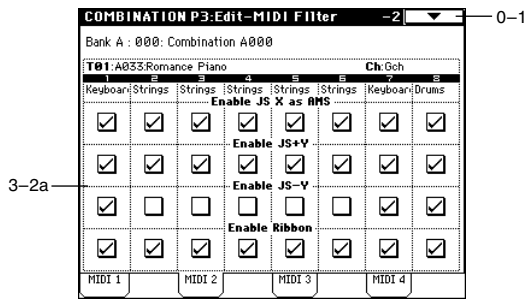 COMBINATION P3:Edit-MIDI Filter -2
0-1
Bank A : 000: Combination A000
T01:A033:Romance Piano Ch:Gch
1 2 3 4 5 6 7 8
Keyboar Strings Strings Strings Strings Strings Keyboar Drums
Enable JS X as AMS
Enable JS+Y
3-2a
Enable JS-Y
Enable Ribbon
MIDI 1 MIDI 2 MIDI 3 MIDI 4